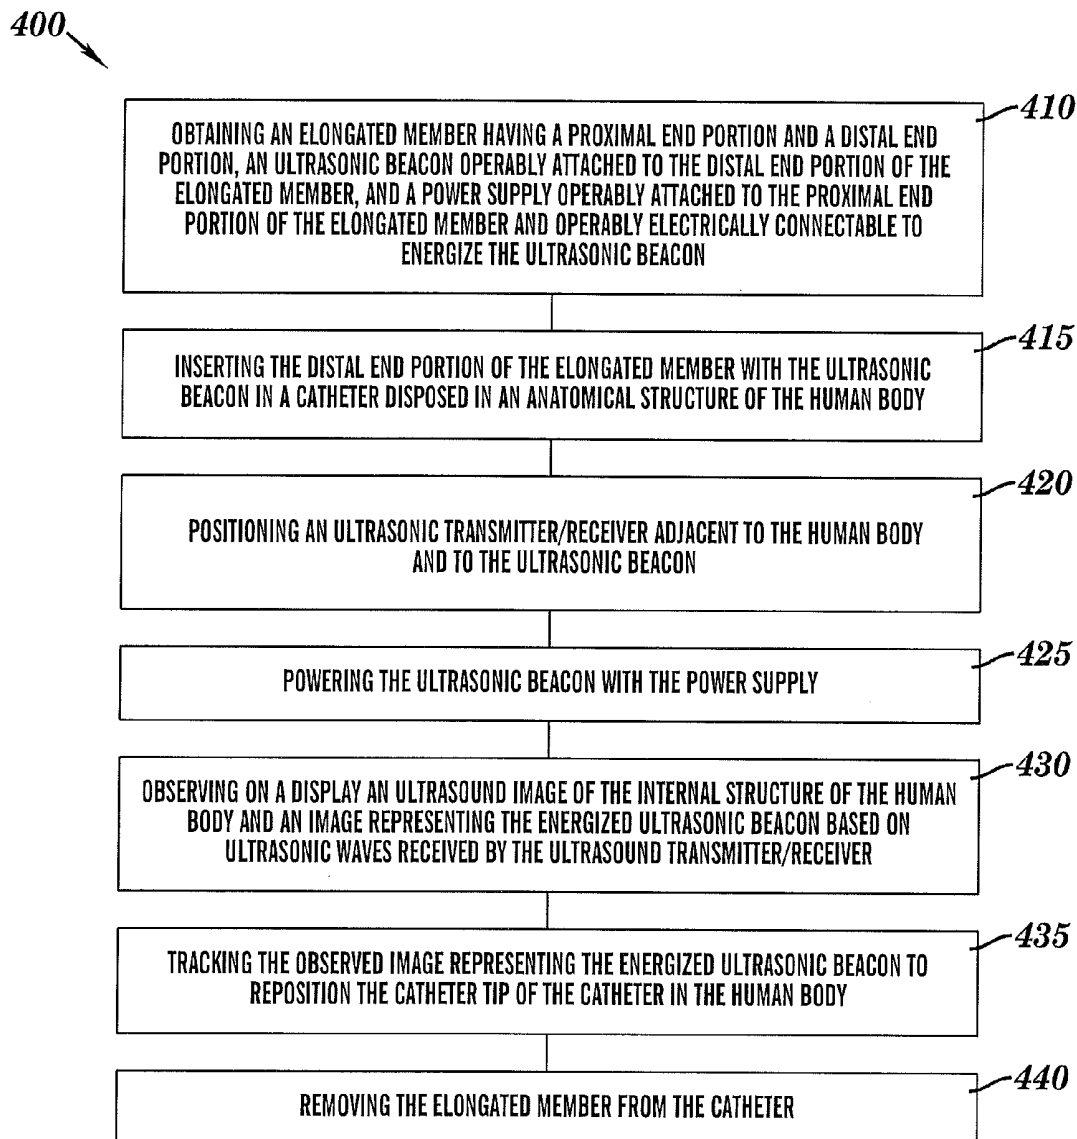 400
410
OBTAINING AN ELONGATED MEMBER HAVING A PROXIMAL END PORTION AND A DISTAL END
PORTION, AN ULTRASONIC BEACON OPERABLY ATTACHED TO THE DISTAL END PORTION OF THE
ELONGATED MEMBER, AND A POWER SUPPLY OPERABLY ATTACHED TO THE PROXIMAL END
PORTION OF THE ELONGATED MEMBER AND OPERABLY ELECTRICALLY CONNECTABLE TO
ENERGIZE THE ULTRASONIC BEACON
415
INSERTING THE DISTAL END PORTION OF THE ELONGATED MEMBER WITH THE ULTRASONIC
BEACON IN A CATHETER DISPOSED IN AN ANATOMICAL STRUCTURE OF THE HUMAN BODY
420
POSITIONING AN ULTRASONIC TRANSMITTER/RECEIVER ADJACENT TO THE HUMAN BODY
AND TO THE ULTRASONIC BEACON
425
POWERING THE ULTRASONIC BEACON WITH THE POWER SUPPLY
430
OBSERVING ON A DISPLAY AN ULTRASOUND IMAGE OF THE INTERNAL STRUCTURE OF THE HUMAN
BODY AND AN IMAGE REPRESENTING THE ENERGIZED ULTRASONIC BEACON BASED ON
ULTRASONIC WAVES RECEIVED BY THE ULTRASOUND TRANSMITTER/RECEIVER
435
TRACKING THE OBSERVED IMAGE REPRESENTING THE ENERGIZED ULTRASONIC BEACON TO
REPOSITION THE CATHETER TIP OF THE CATHETER IN THE HUMAN BODY
440
REMOVING THE ELONGATED MEMBER FROM THE CATHETER